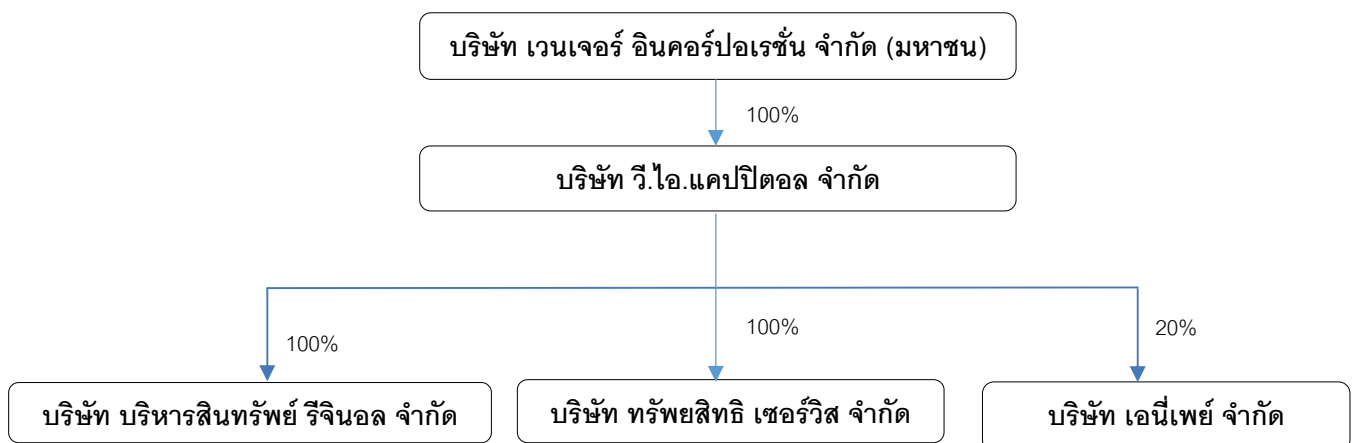 บริษัท เวนเจอร์ อินคอร์ปอเรชั่น จำกัด (มหาชน)
100%
บริษัท วี.ไอ.แคปปิตอล จำกัด
100%
100%
20%
บริษัท บริหารสินทรัพย์ รีจินอล จำกัด
บริษัท ทรัพยสิทธิ เซอร์วิส จำกัด
บริษัท เอนี่เพย์ จำกัด